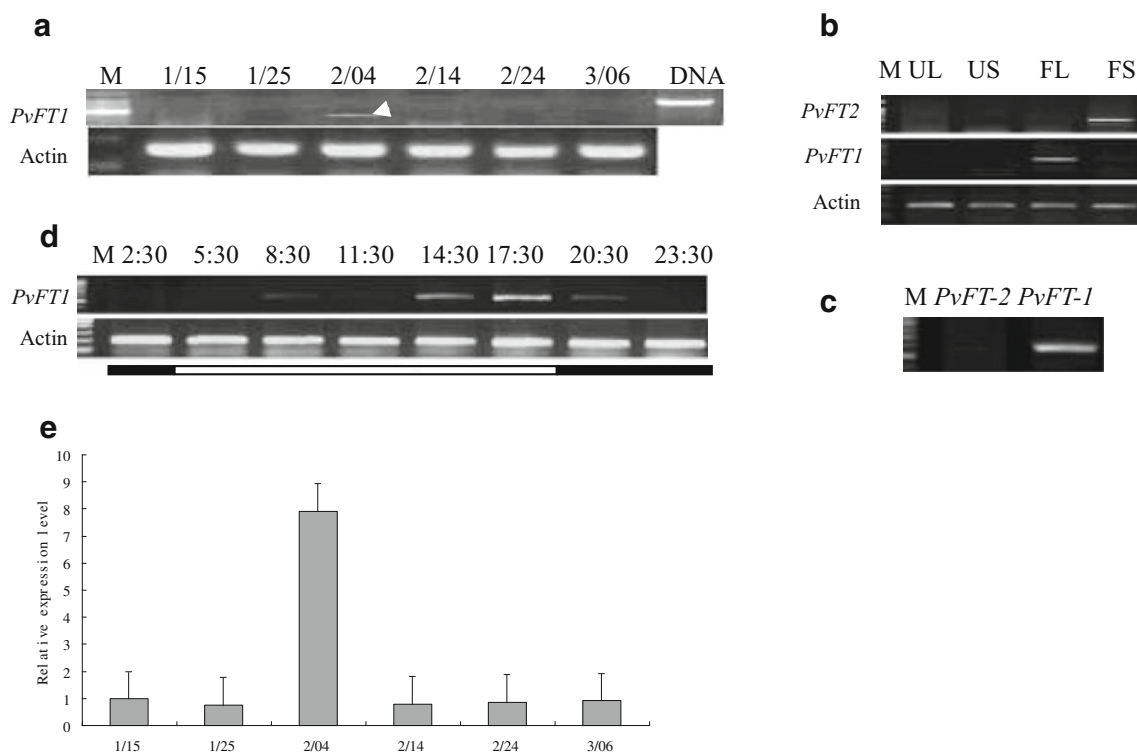 a
M 1/15 1/25 2/04 2/14 2/24 3/06 DNA
PvFT1
Actin
b
M UL US FL FS
PvFT2
PvFT1
Actin
d
M 2:30 5:30 8:30 11:30 14:30 17:30 20:30 23:30
PvFT1
Actin
c
M PvFT-2 PvFT-1
e
Relative expression level
10
9
8
7
6
5
4
3
2
1
0
1/15 1/25 2/04 2/14 2/24 3/06